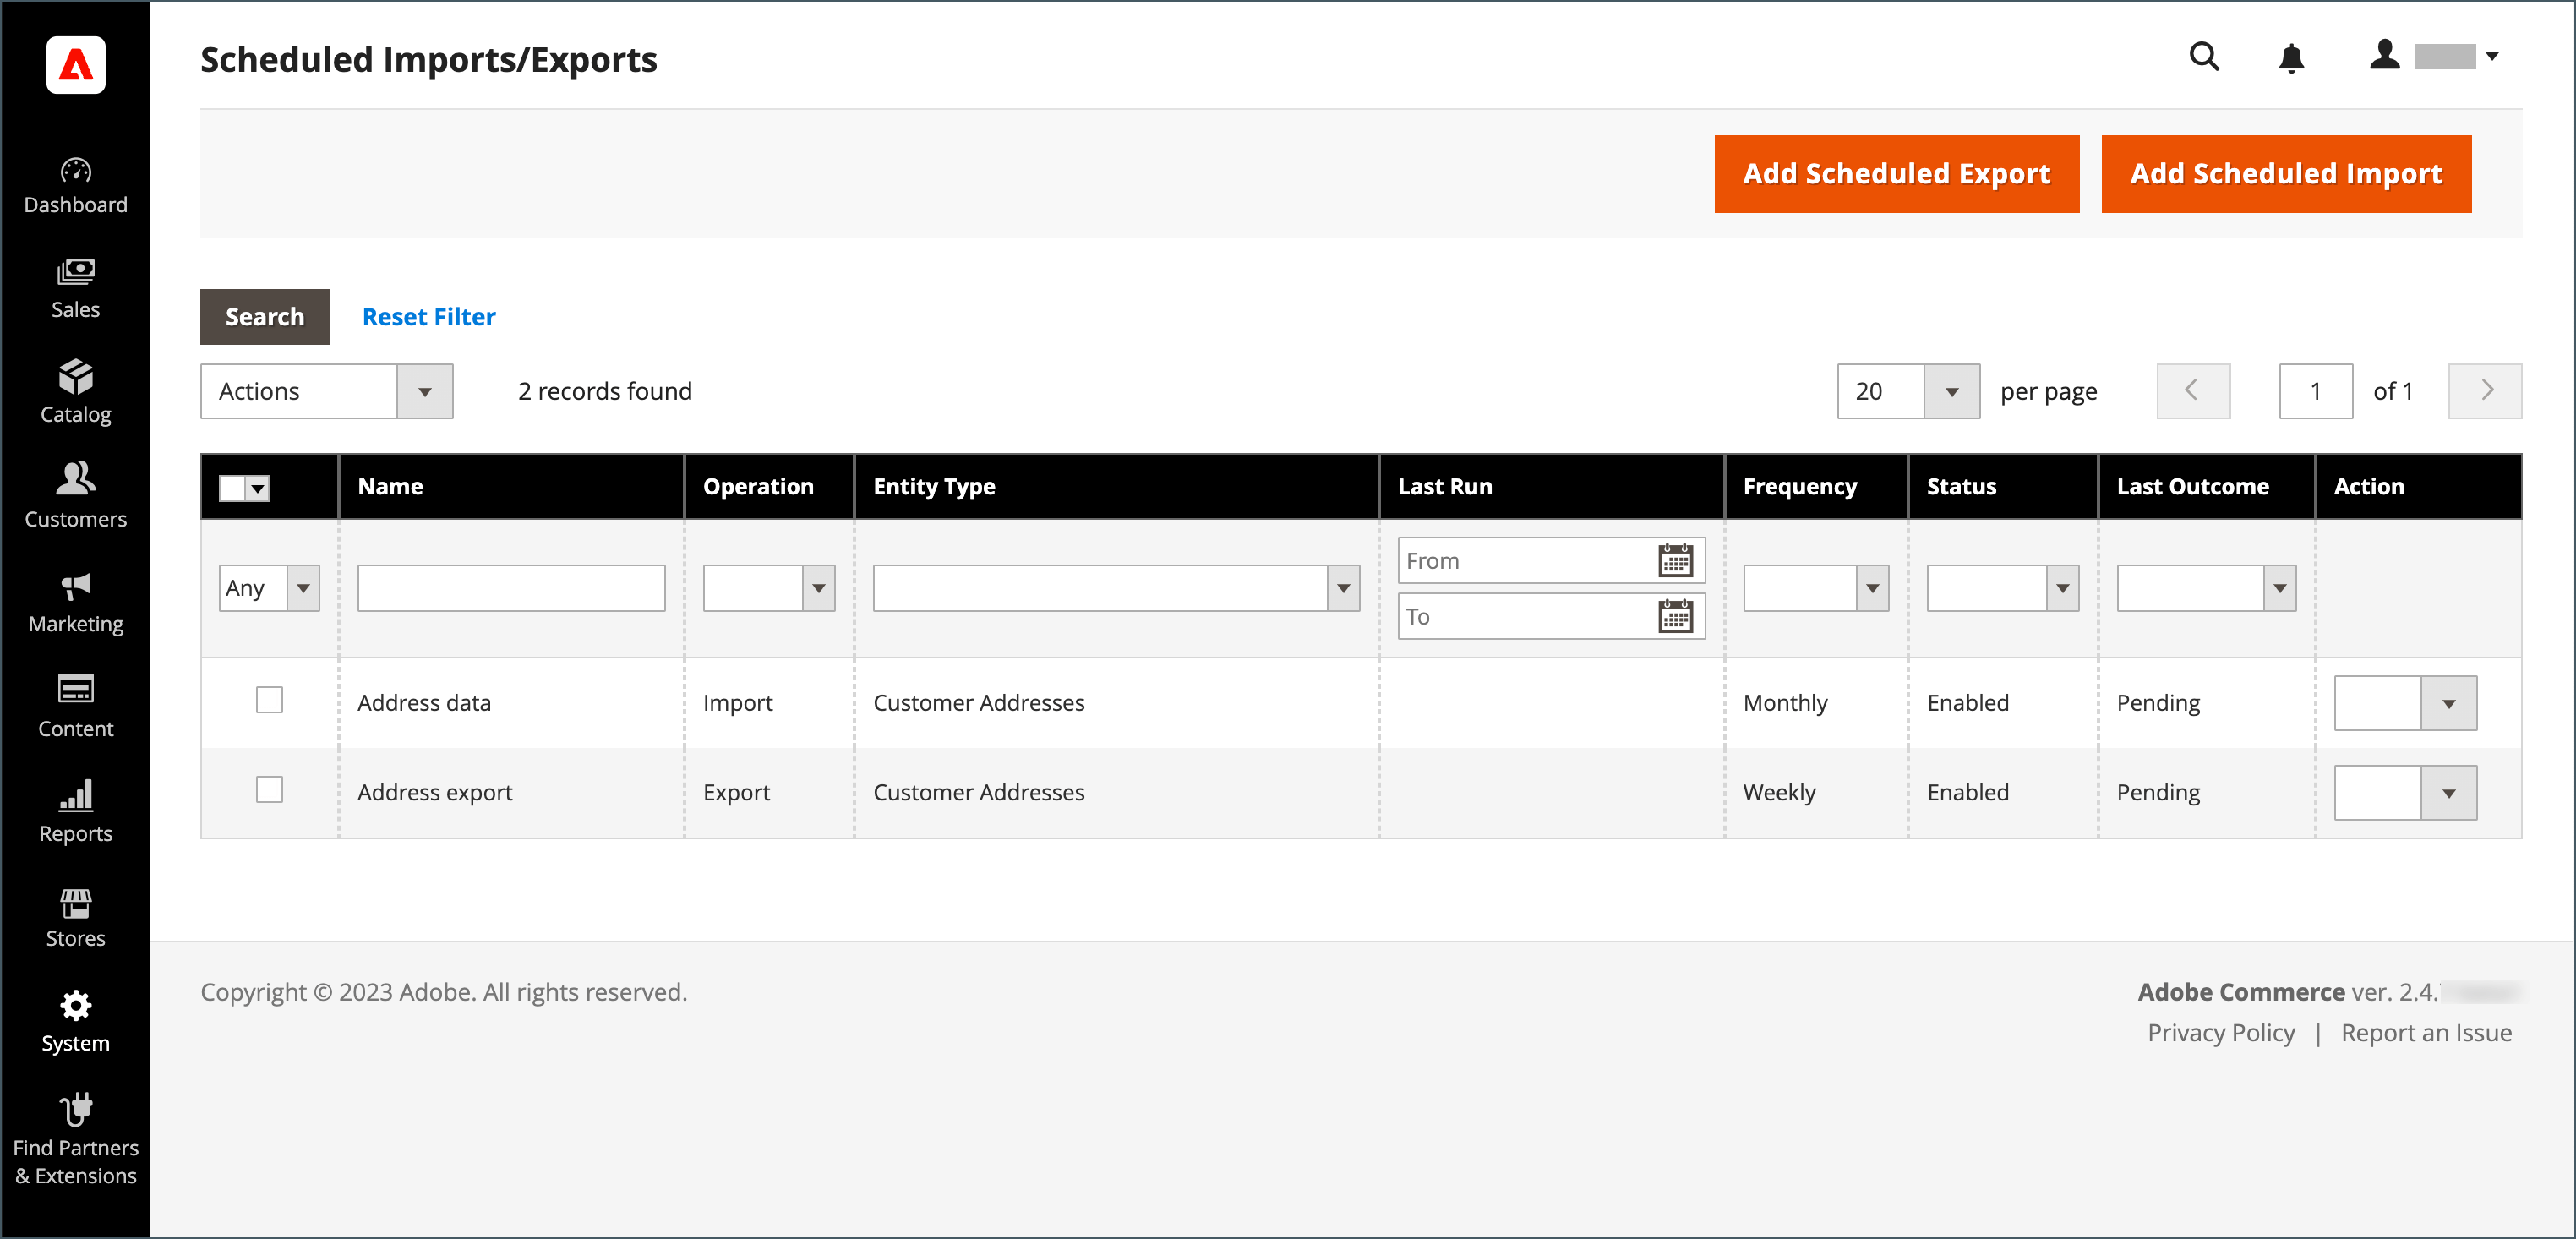 Scheduled Imports/Exports
Add Scheduled Export Add Scheduled Import
Dashboard
Sales
Catalog
Customers
Marketing
Content
Reports
Stores
System
Find Partners
& Extensions
Search Reset Filter
Actions 2 records found 20 per page 1 of 1
Name Operation Entity Type Last Run Frequency Status Last Outcome Action
Any From
To
Address data Import Customer Addresses Monthly Enabled Pending
Address export Export Customer Addresses Weekly Enabled Pending
Copyright © 2023 Adobe. All rights reserved.
Adobe Commerce ver. 2.4.
Privacy Policy | Report an Issue